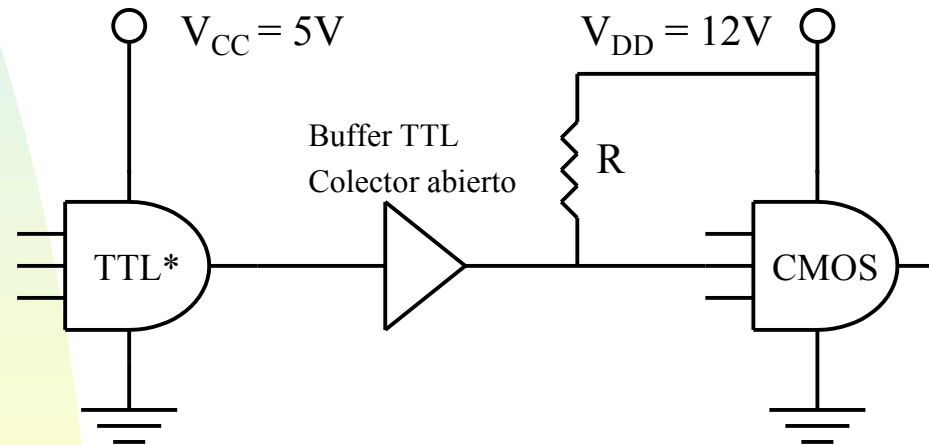 V_CC = 5V
V_DD = 12V
Buffer TTL
Colector abierto
R
TTL*
CMOS